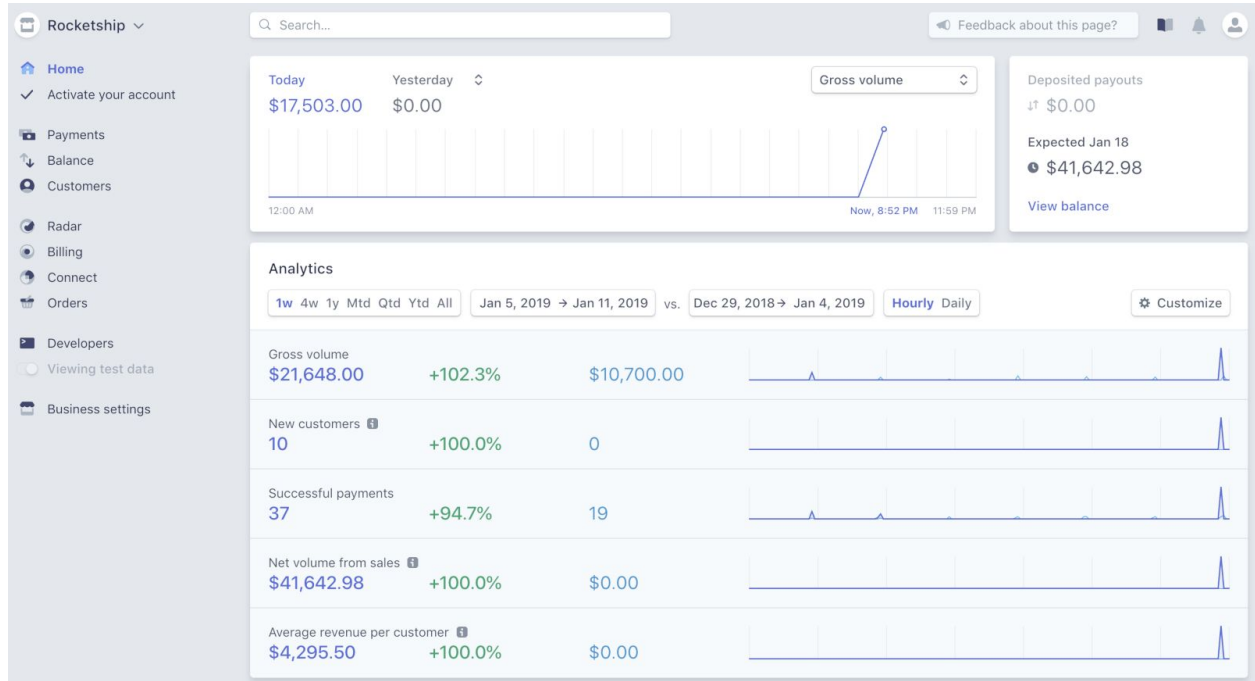 Rocketship
Search...
Feedback about this page?
Home
Activate your account
Payments
Balance
Customers
Radar
Billing
Connect
Orders
Developers
Viewing test data
Business settings
Today Yesterday
$17,503.00 $0.00
Gross volume
12:00 AM Now, 8:52 PM 11:59 PM
Deposited payouts
$0.00
Expected Jan 18
$41,642.98
View balance
Analytics
1w 4w 1y Mtd Qtd Ytd All Jan 5, 2019 → Jan 11, 2019 vs. Dec 29, 2018 → Jan 4, 2019 Hourly Daily Customize
Gross volume
$21,648.00 +102.3% $10,700.00
New customers
10 +100.0% 0
Successful payments
37 +94.7% 19
Net volume from sales
$41,642.98 +100.0% $0.00
Average revenue per customer
$4,295.50 +100.0% $0.00